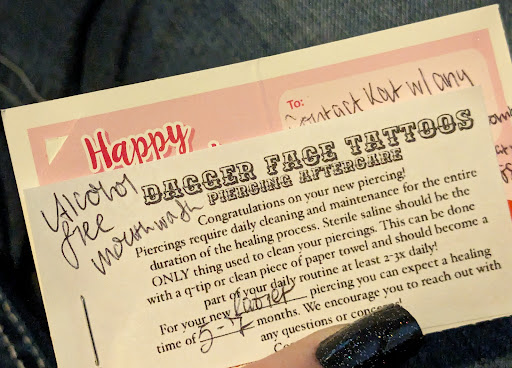 To:
Contact Kat w/ any
Happy
Alcohol
free
mouthwash
DAGGER FACE TATTOOS
PIERCING AFTERCARE
Congratulations on your new piercing!
Piercings require daily cleaning and maintenance for the entire
duration of the healing process. Sterile saline should be the
ONLY thing used to clean your piercings. This can be done
with a q-tip or clean piece of paper towel and should become a
part of your daily routine at least 2-3x daily!
For your new piercing you can expect a healing
time of 5-7 months. We encourage you to reach out with
any questions or concerns!